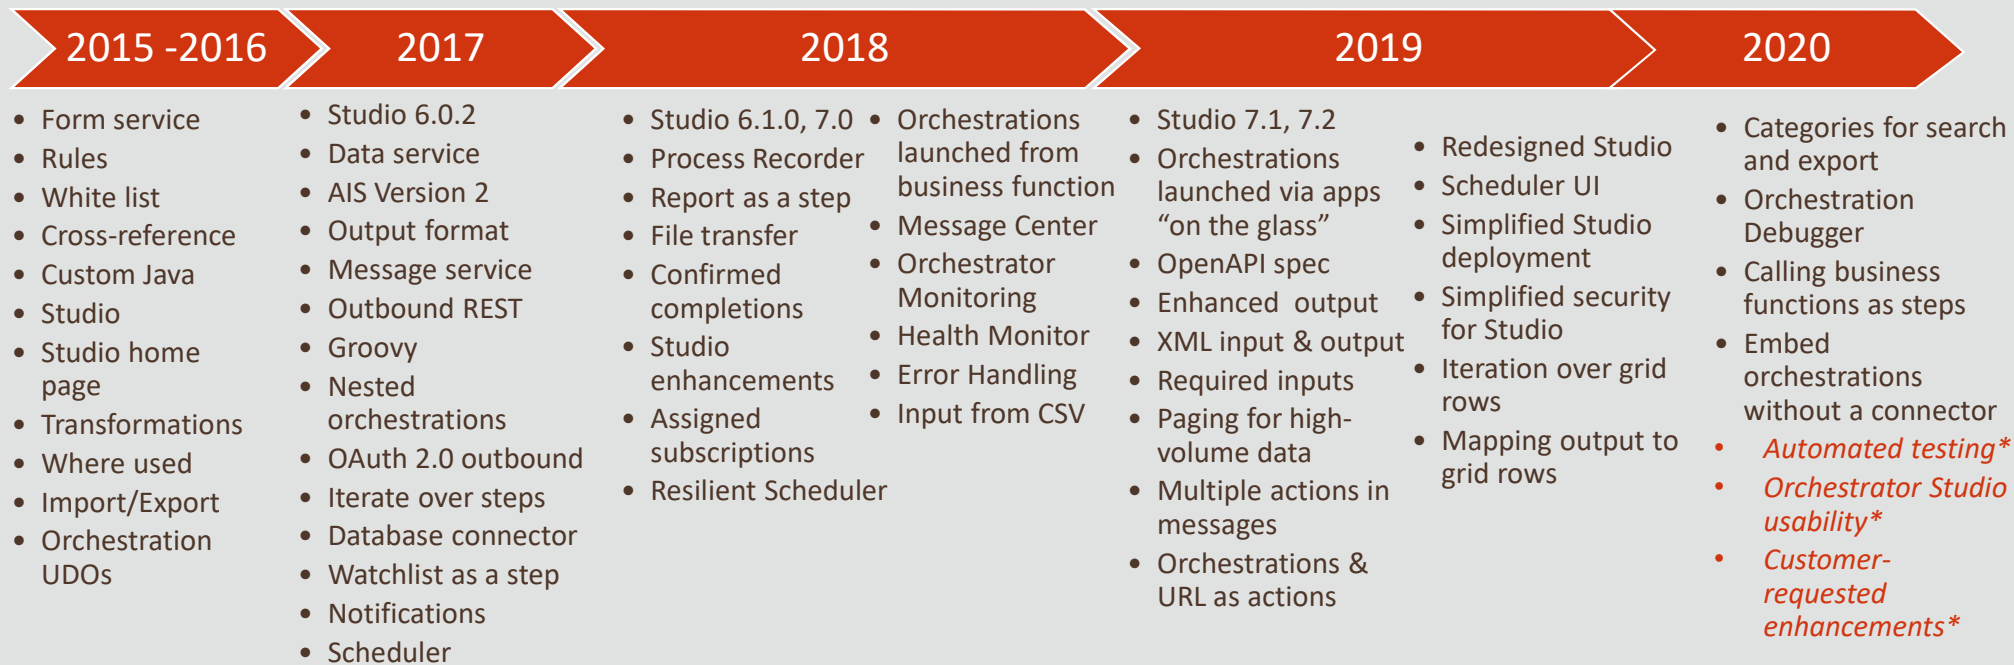 2015 -2016
2017
2018
2019
2020
• Form service
• Rules
• White list
• Cross-reference
• Custom Java
• Studio
• Studio home
page
• Transformations
• Where used
• Import/Export
• Orchestration
UDOs
• Studio 6.0.2
• Data service
• AIS Version 2
• Output format
• Message service
• Outbound REST
• Groovy
• Nested
orchestrations
• OAuth 2.0 outbound
• Iterate over steps
• Database connector
• Watchlist as a step
• Notifications
• Scheduler
• Studio 6.1.0, 7.0
• Process Recorder
• Report as a step
• File transfer
• Confirmed
completions
• Studio
enhancements
• Assigned
subscriptions
• Resilient Scheduler
• Orchestrations
launched from
business function
• Message Center
• Orchestrator
Monitoring
• Health Monitor
• Error Handling
• Input from CSV
• Studio 7.1, 7.2
• Orchestrations
launched via apps
“on the glass”
• OpenAPI spec
• Enhanced output
• XML input & output
• Required inputs
• Paging for high-
volume data
• Multiple actions in
messages
• Orchestrations &
URL as actions
• Redesigned Studio
• Scheduler UI
• Simplified Studio
deployment
• Simplified security
for Studio
• Iteration over grid
rows
• Mapping output to
grid rows
• Categories for search
and export
• Orchestration
Debugger
• Calling business
functions as steps
• Embed
orchestrations
without a connector
• Automated testing*
• Orchestrator Studio
usability*
• Customer-
requested
enhancements*